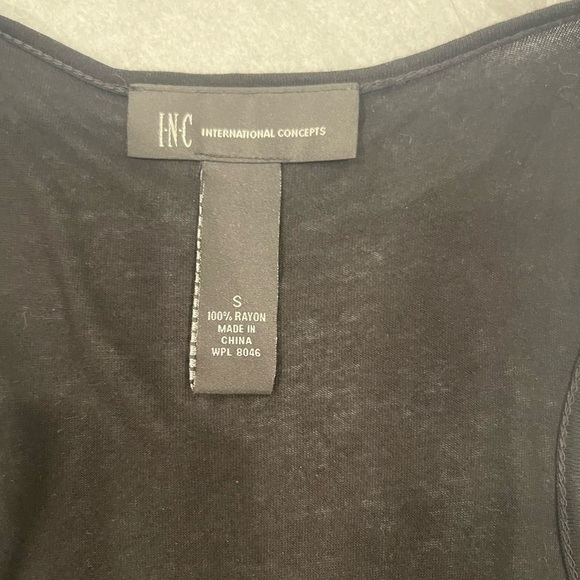 I·N·C INTERNATIONAL CONCEPTS
S
100% RAYON
MADE IN
CHINA
WPL 8046